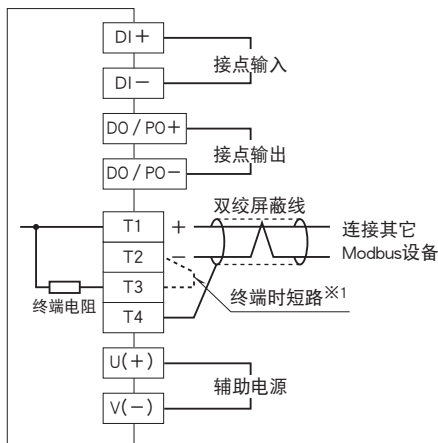 DI＋
DI－
接点输入
DO / PO＋
DO / PO－
接点输出
双绞屏蔽线
T1
＋
T2
－
连接其它
Modbus设备
T3
终端电阻
终端时短路※1
T4
U(＋)
V(－)
辅助电源